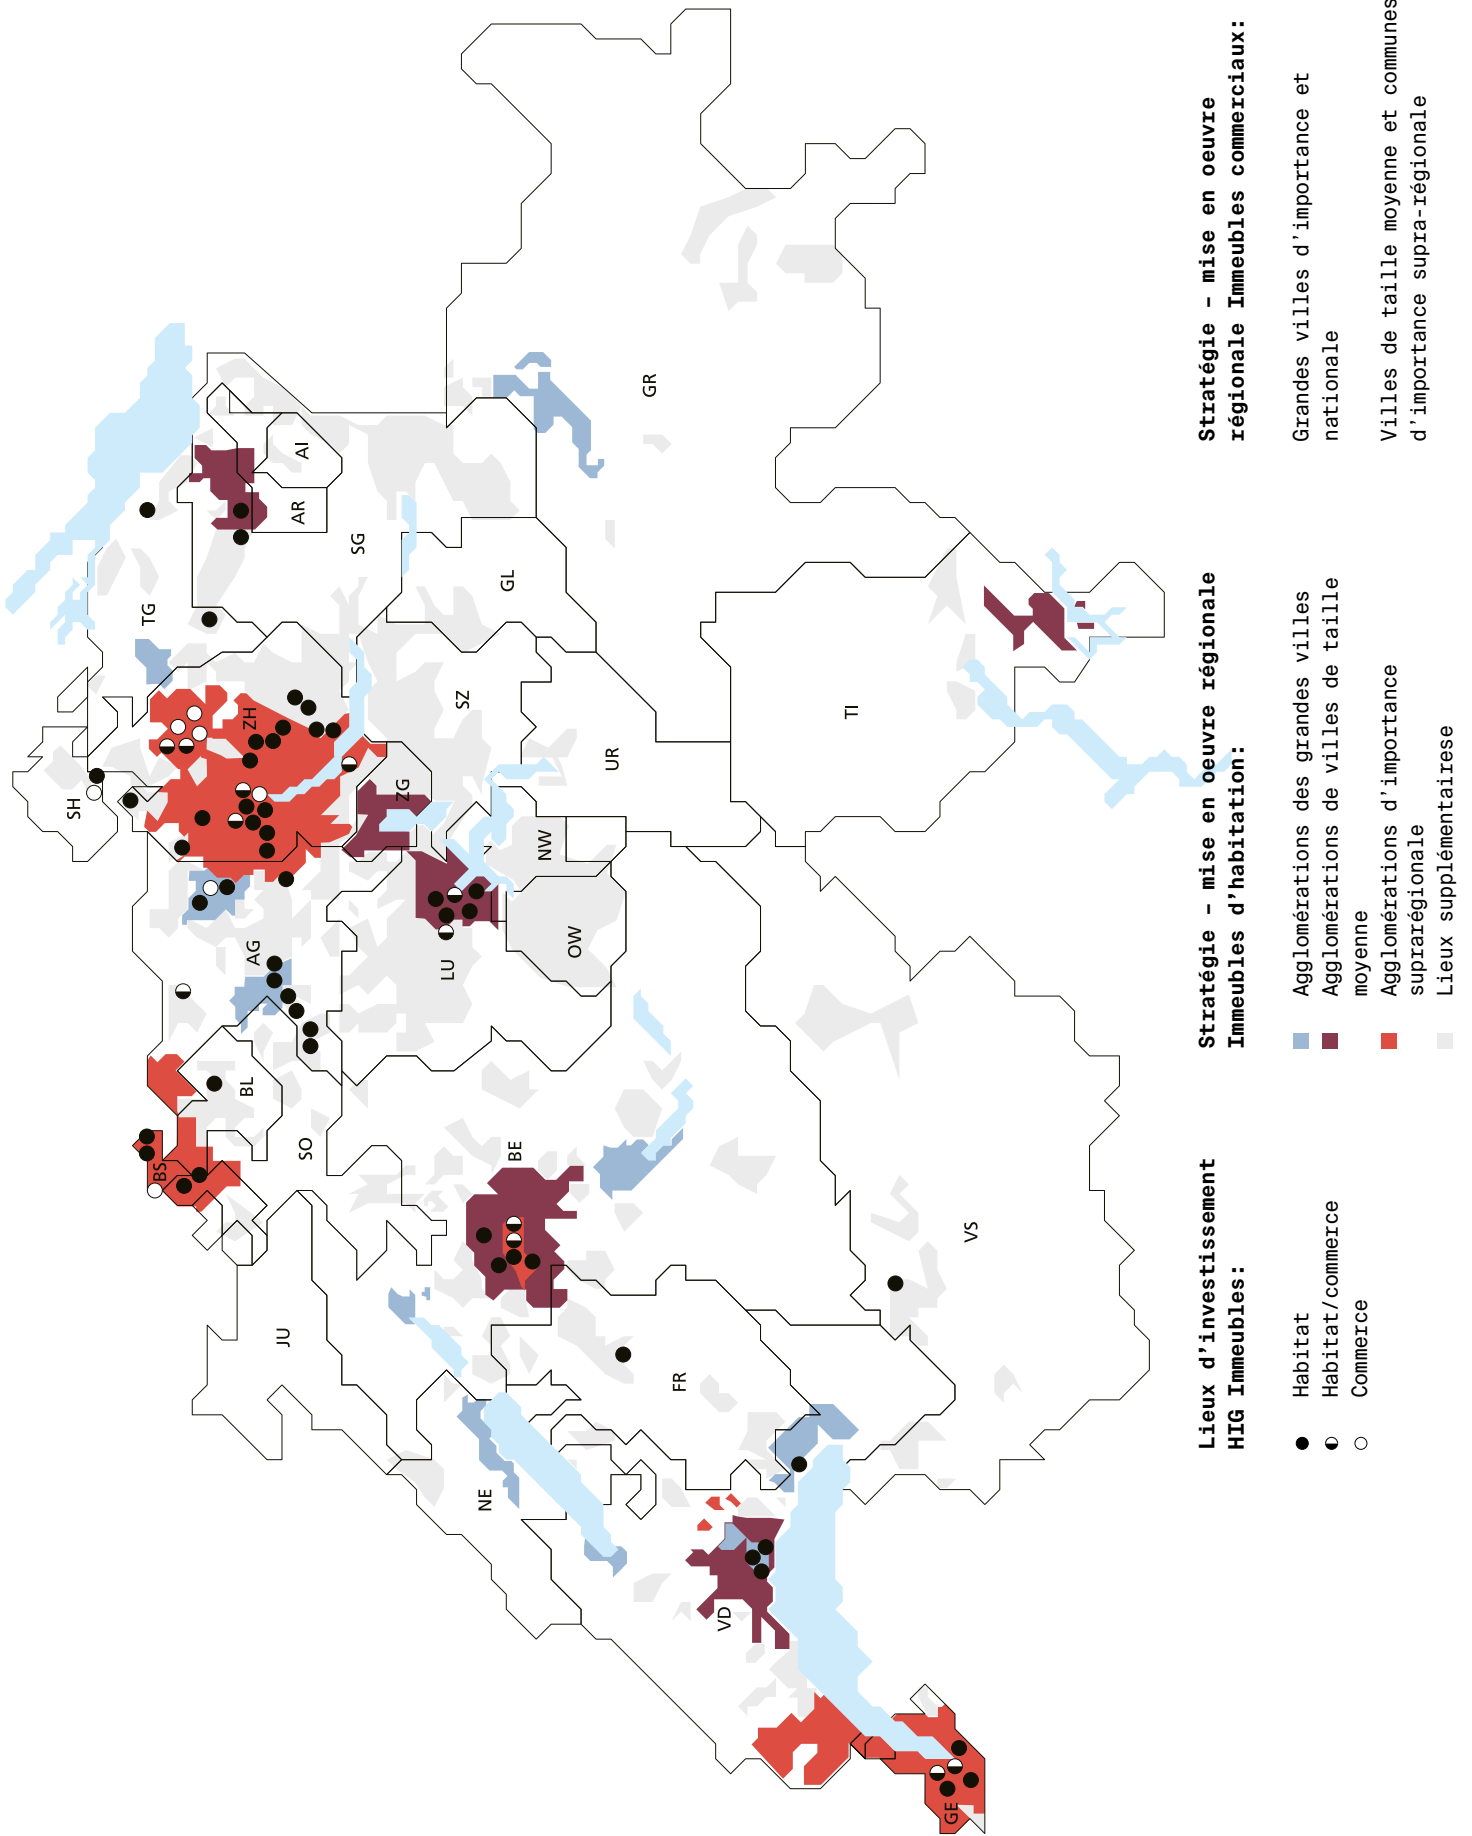 SH
TG
BS
BL
AG
ZH
AR
AI
SG
JU
SO
ZG
LU
SZ
GL
NE
BE
OW
NW
UR
GR
VD
FR
TI
VS
GE
Lieux d'investissement
HIG Immeubles:
Habitat
Habitat/commerce
Commerce
Stratégie – mise en oeuvre régionale
Immeubles d'habitation:
Agglomérations des grandes villes
Agglomérations de villes de taille
moyenne
Agglomérations d'importance
suprarégionale
Lieux supplémentairese
Stratégie – mise en oeuvre
régionale Immeubles commerciaux:
Grandes villes d'importance et
nationale
Villes de taille moyenne et communes
d'importance supra-régionale